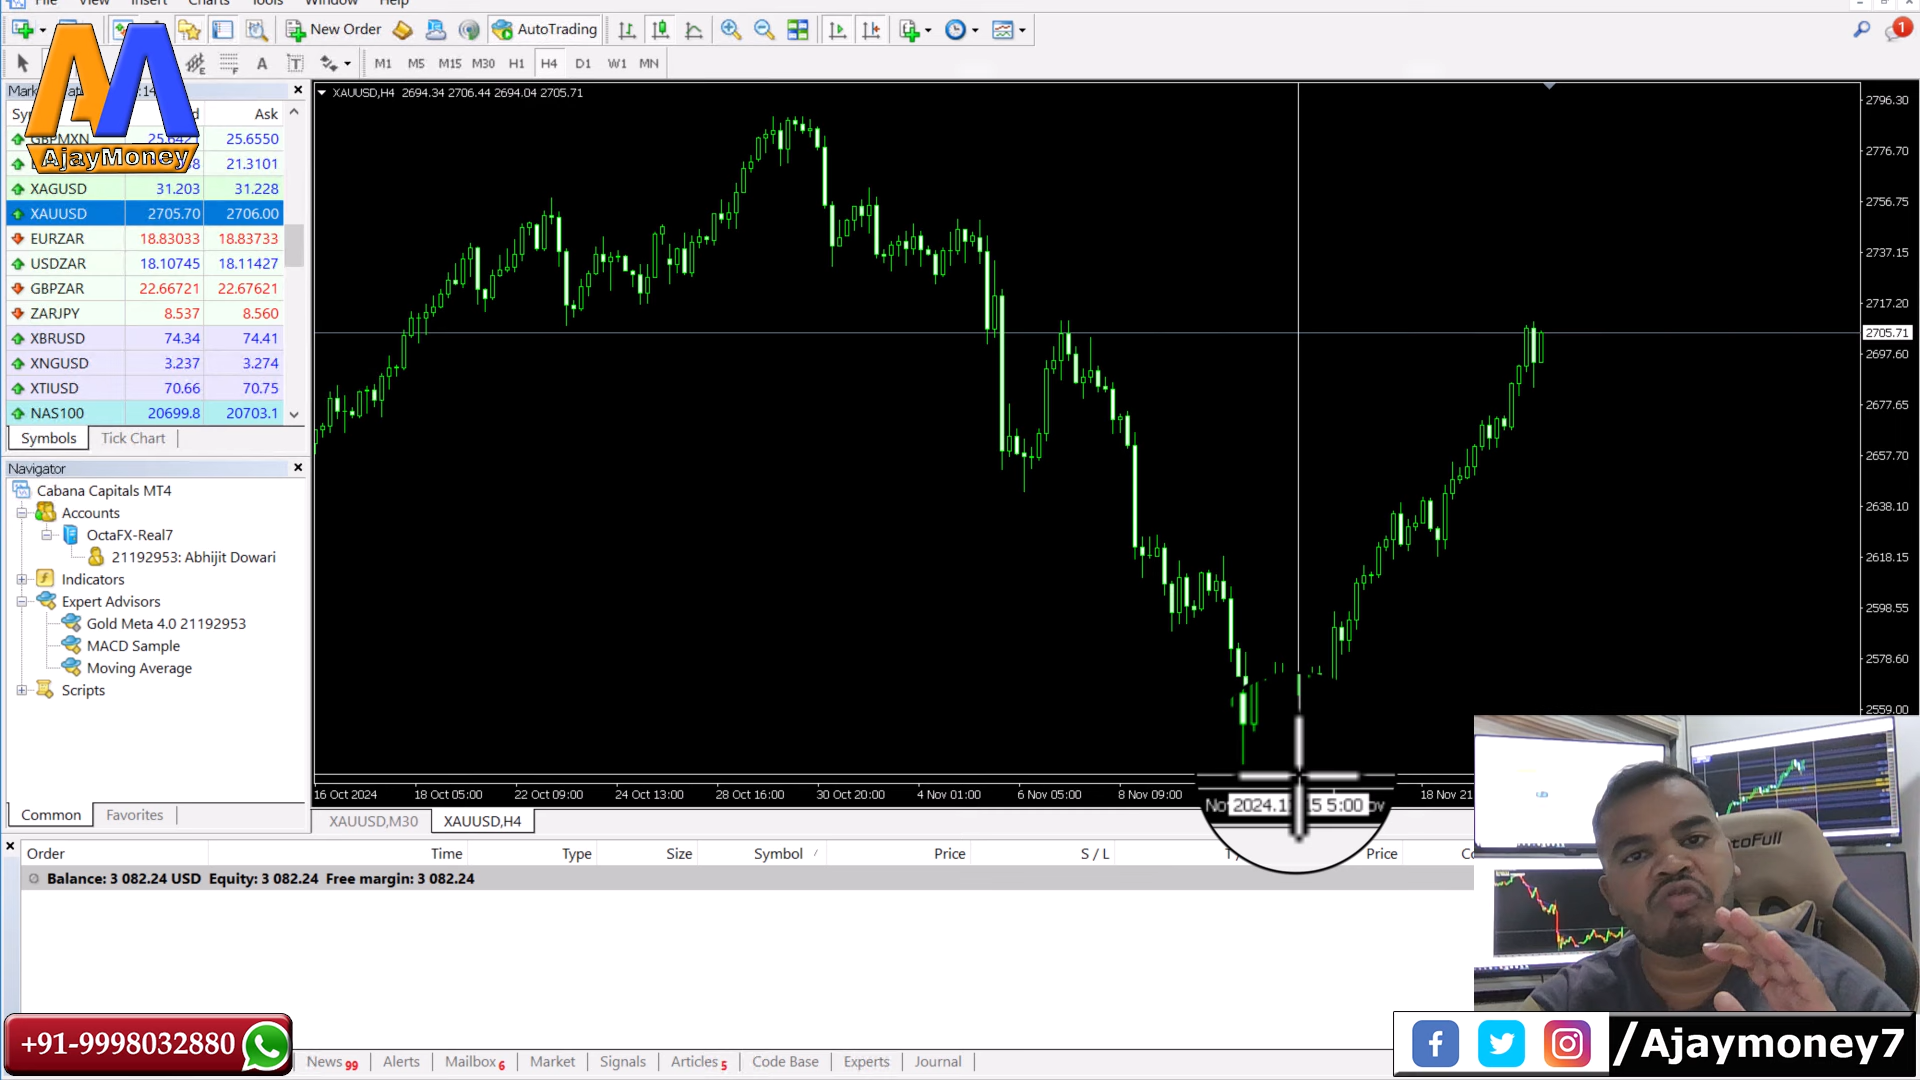 File View Insert Charts Tools Window Help
New Order AutoTrading 1
A T M1 M5 M15 M30 H1 H4 D1 W1 MN
AjayMoney
Ask
GBPMXN 25.6421 25.6550
21.3101
XAGUSD 31.203 31.228
XAUUSD 2705.70 2706.00
EURZAR 18.83033 18.83733
USDZAR 18.10745 18.11427
GBPZAR 22.66721 22.67621
ZARJPY 8.537 8.560
XBRUSD 74.34 74.41
XNGUSD 3.237 3.274
XTIUSD 70.66 70.75
NAS100 20699.8 20703.1
Symbols Tick Chart
Navigator
Cabana Capitals MT4
Accounts
OctaFX-Real7
21192953: Abhijit Dowari
Indicators
Expert Advisors
Gold Meta 4.0 21192953
MACD Sample
Moving Average
Scripts
Common Favorites
XAUUSD,H4 2694.34 2706.44 2694.04 2705.71
2796.30
2776.70
2756.75
2737.15
2717.20
2705.71
2697.60
2677.65
2657.70
2638.10
2618.15
2598.55
2578.60
2559.00
16 Oct 2024 18 Oct 05:00 22 Oct 09:00 24 Oct 13:00 28 Oct 16:00 30 Oct 20:00 4 Nov 01:00 6 Nov 05:00 8 Nov 09:00 18 Nov 21
XAUUSD,M30 XAUUSD,H4
Order Time Type Size Symbol Price S / L Price
Balance: 3 082.24 USD Equity: 3 082.24 Free margin: 3 082.24
+91-9998032880
News 99 Alerts Mailbox 6 Market Signals Articles 5 Code Base Experts Journal
/Ajaymoney7